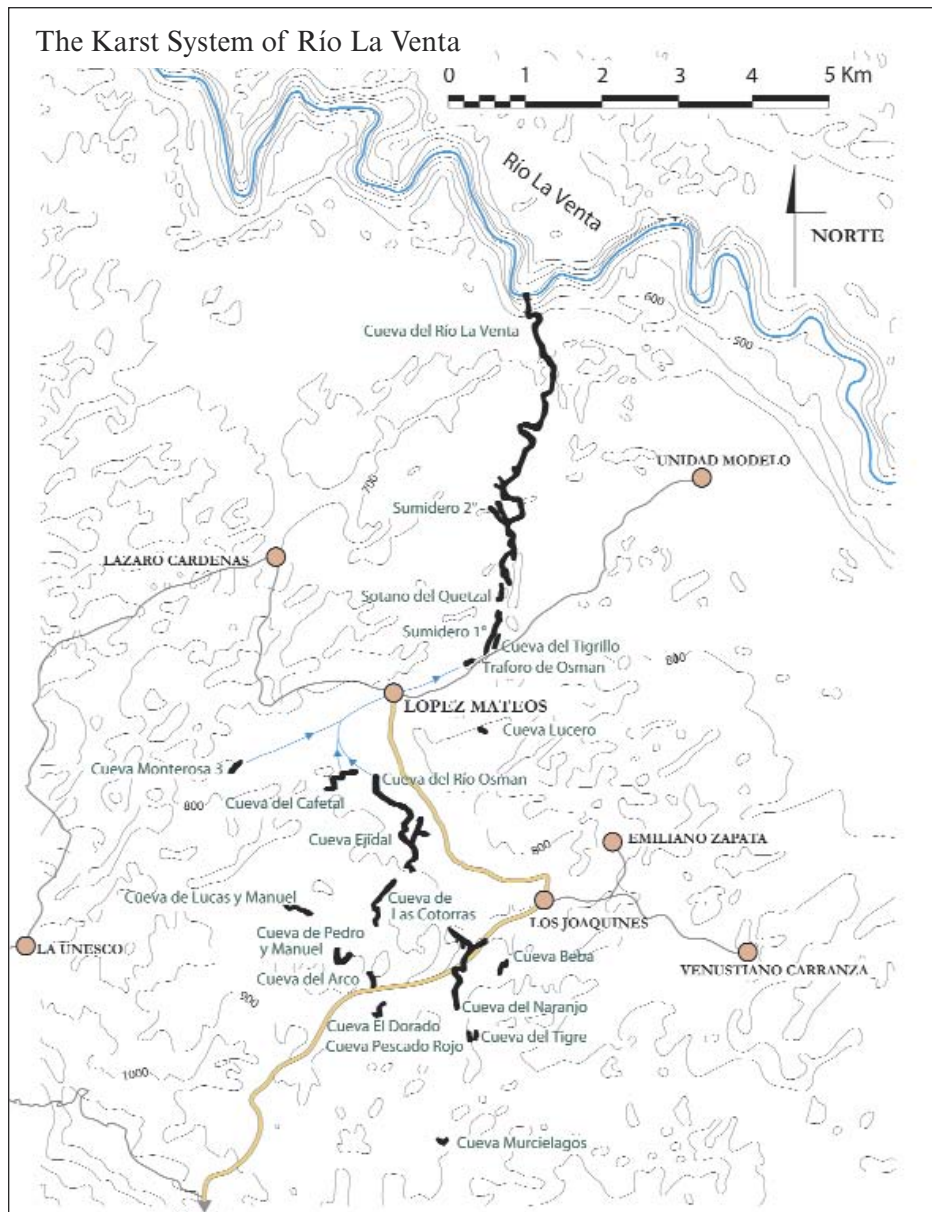 The Karst System of Río La Venta
0 1 2 3 4 5 Km
Río La Venta
NORTE
600
500
Cueva del Río La Venta
UNIDAD MODELO
700
Sumidero 2°
LAZARO CARDENAS
Sotano del Quetzal
Sumidero 1°
Cueva del Tigrillo
Traforo de Osman
800
LOPEZ MATEOS
Cueva Lucero
Cueva Monterosa 3
Cueva del Río Osman
800
Cueva del Cafetal
Cueva Ejidal
800
EMILIANO ZAPATA
Cueva de Lucas y Manuel
Cueva de
Las Cotorras
LOS JOAQUINES
LA UNESCO
Cueva de Pedro
y Manuel
Cueva Beba
VENUSTIANO CARRANZA
Cueva del Arco
900
Cueva del Naranjo
Cueva El Dorado
Cueva Pescado Rojo
Cueva del Tigre
1000
Cueva Murcielagos